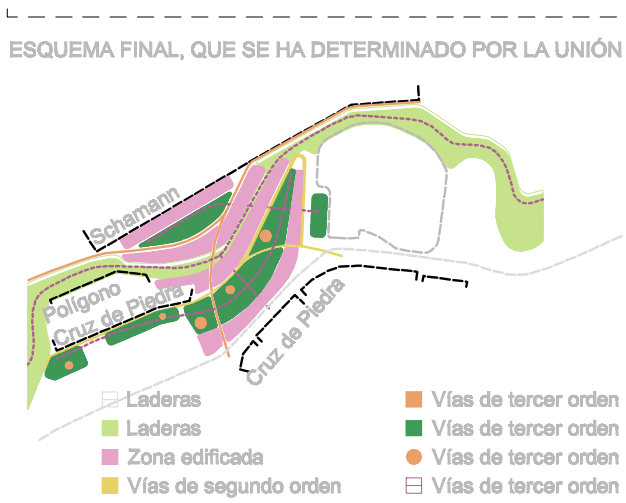 ESQUEMA FINAL, QUE SE HA DETERMINADO POR LA UNIÓN
Schamann
Polígono
Cruz de Piedra
Cruz de Piedra
Laderas
Laderas
Zona edificada
Vías de segundo orden
Vías de tercer orden
Vías de tercer orden
Vías de tercer orden
Vías de tercer orden